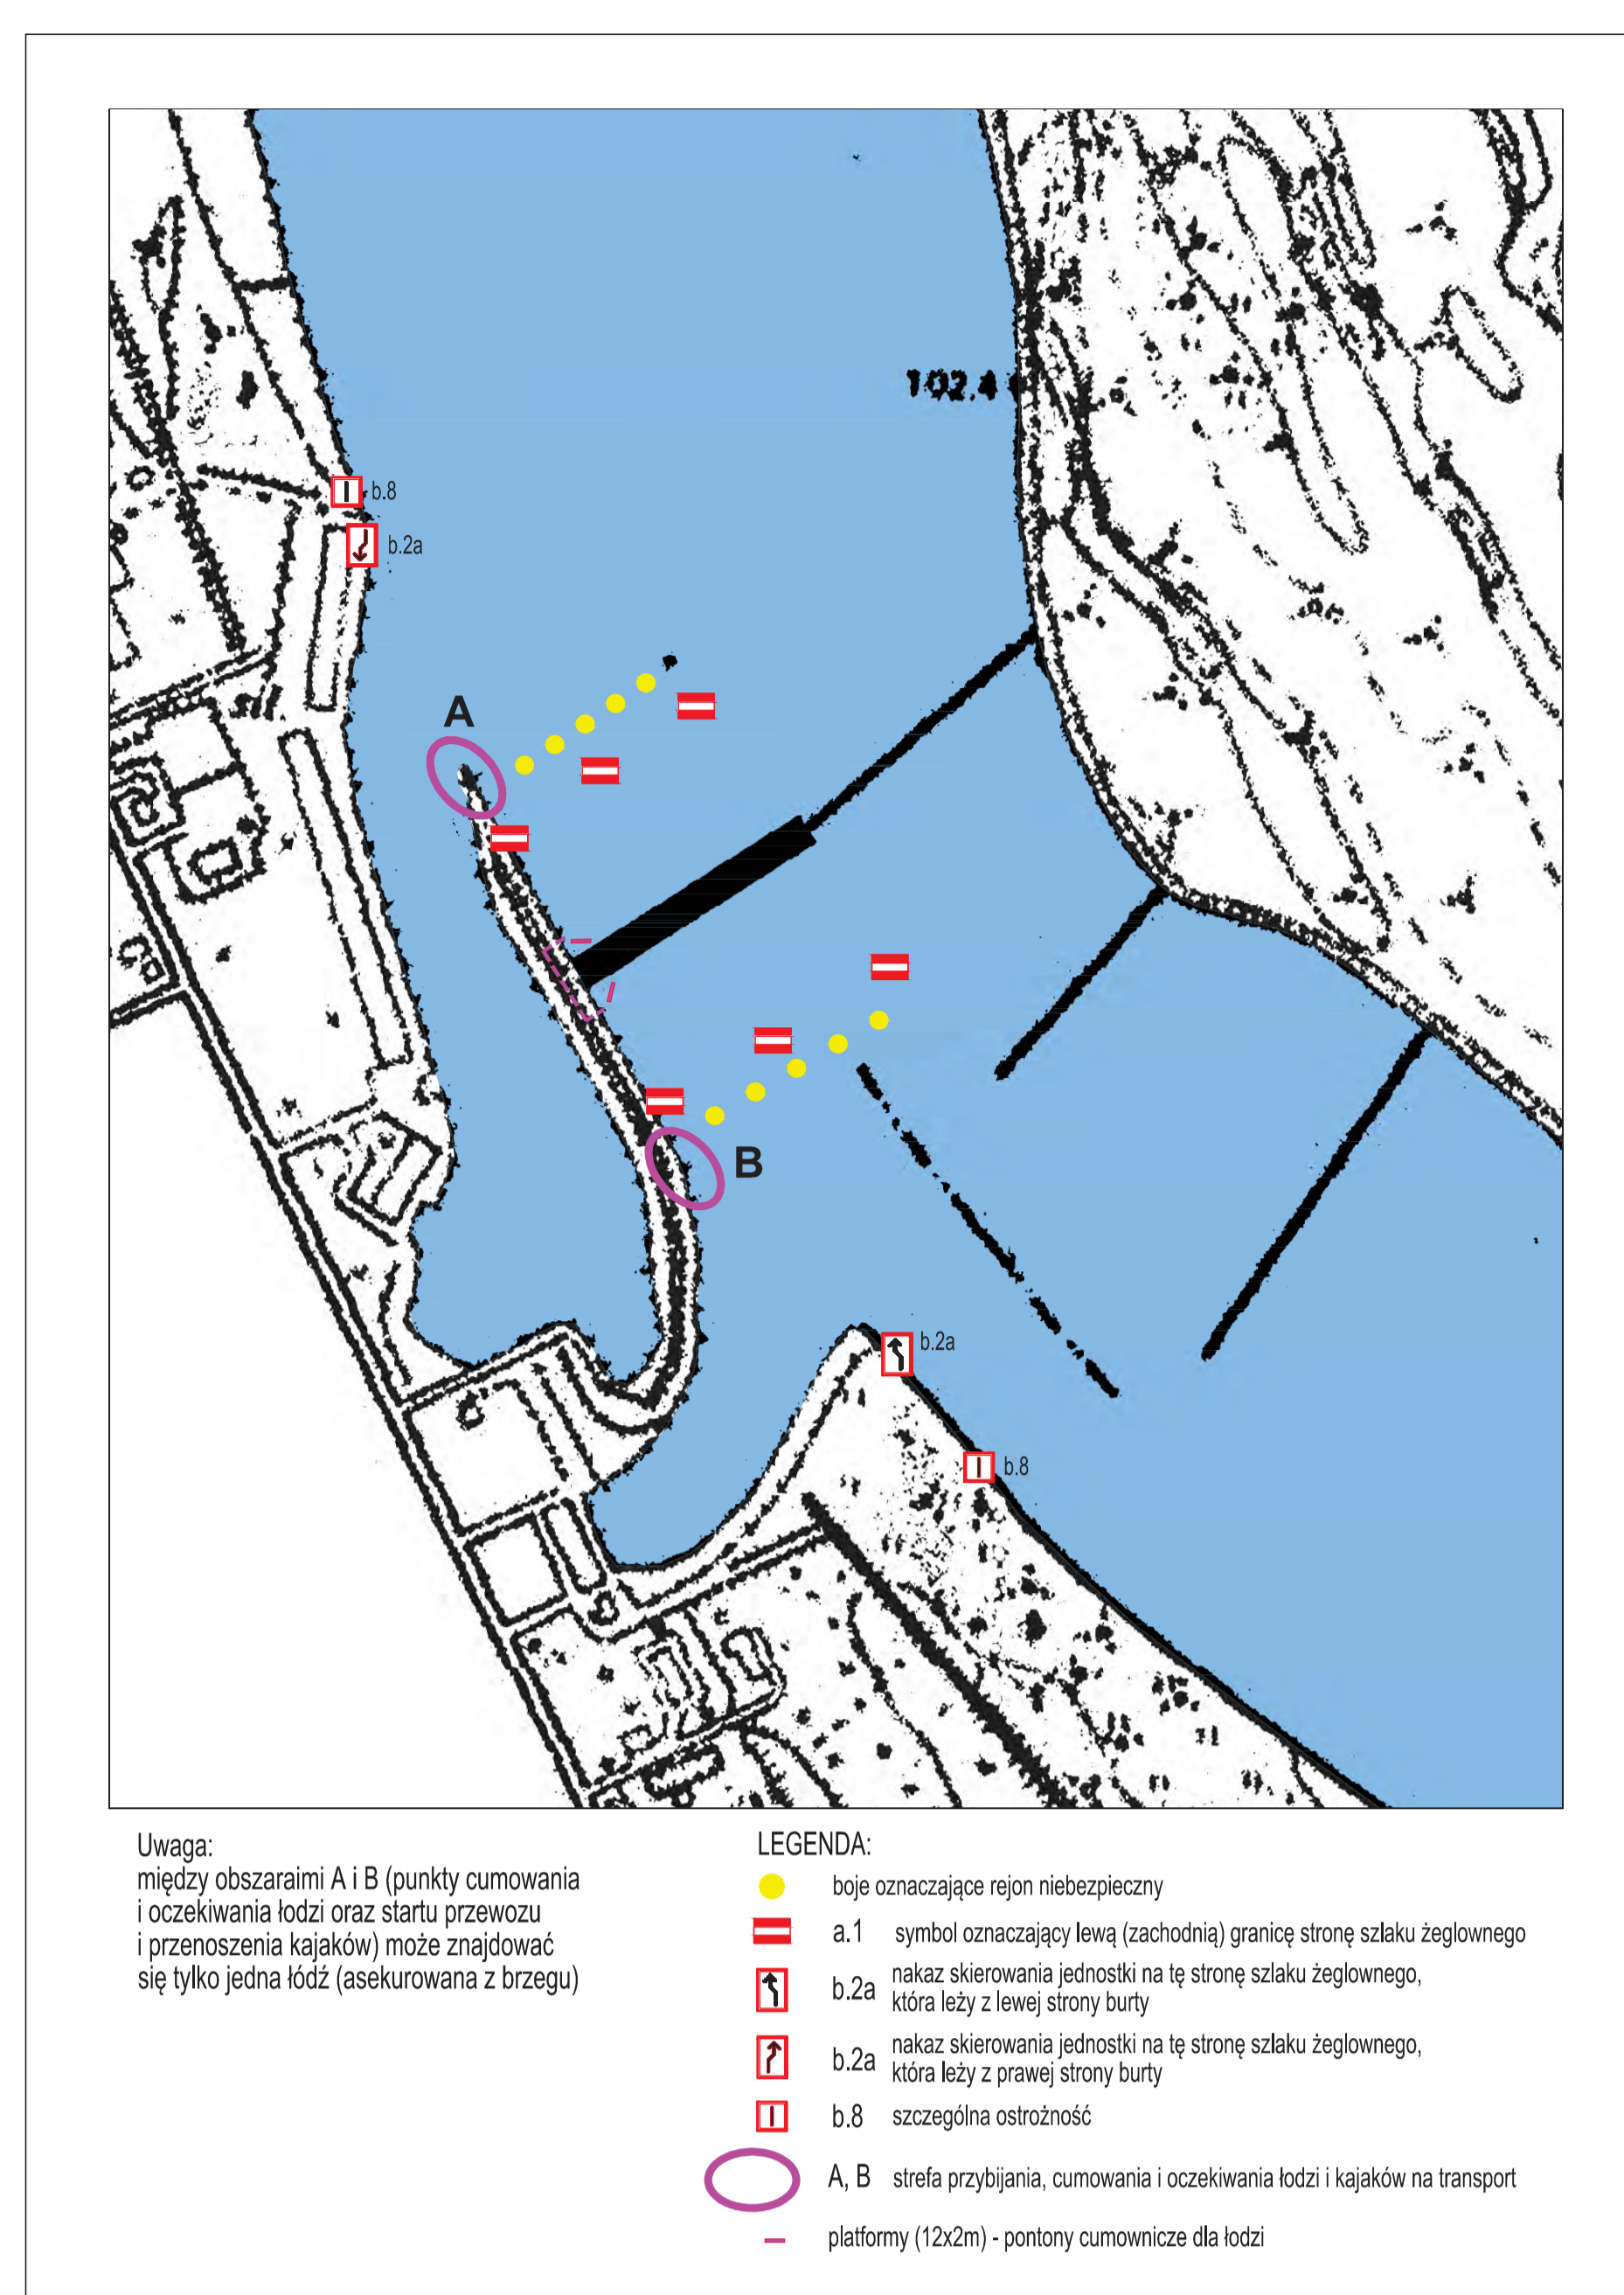 102.4
b.8
b.2a
A
B
b.2a
b.8
Uwaga:
między obszaraimi A i B (punkty cumowania
i oczekiwania łodzi oraz startu przewozu
i przenoszenia kajaków) może znajdować
się tylko jedna łódź (asekurowana z brzegu)
LEGENDA:
boje oznaczające rejon niebezpieczny
a.1 symbol oznaczający lewą (zachodnią) granicę stronę szlaku żeglownego
b.2a nakaz skierowania jednostki na tę stronę szlaku żeglownego,
która leży z lewej strony burty
b.2a nakaz skierowania jednostki na tę stronę szlaku żeglownego,
która leży z prawej strony burty
b.8 szczególna ostrożność
A, B strefa przybijania, cumowania i oczekiwania łodzi i kajaków na transport
platformy (12x2m) - pontony cumownicze dla łodzi